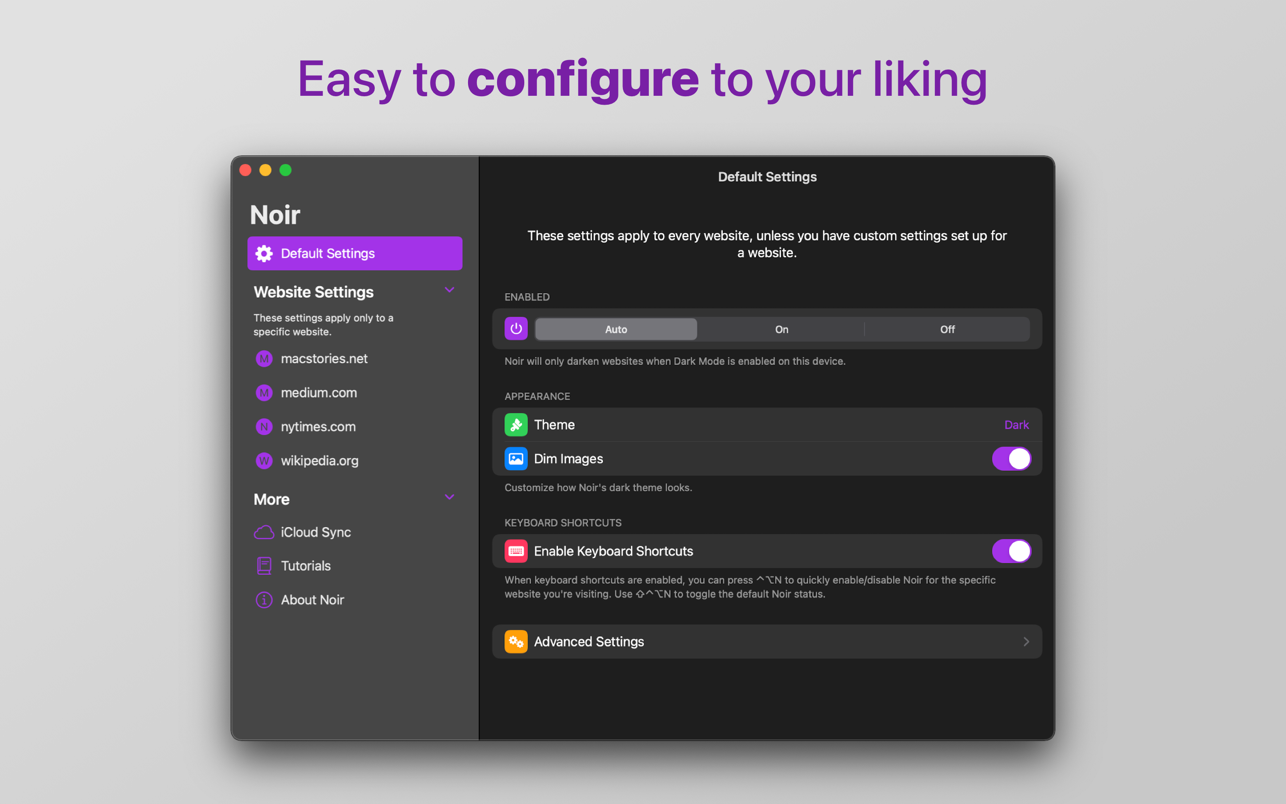 Easy to configure to your liking
Noir
Default Settings
Website Settings
These settings apply only to a
specific website.
M macstories.net
M medium.com
N nytimes.com
W wikipedia.org
More
iCloud Sync
Tutorials
About Noir
Default Settings
These settings apply to every website, unless you have custom settings set up for
a website.
ENABLED
Auto On Off
Noir will only darken websites when Dark Mode is enabled on this device.
APPEARANCE
Theme Dark
Dim Images
Customize how Noir's dark theme looks.
KEYBOARD SHORTCUTS
Enable Keyboard Shortcuts
When keyboard shortcuts are enabled, you can press ⌃⌥N to quickly enable/disable Noir for the specific
website you're visiting. Use ⇧⌃⌥N to toggle the default Noir status.
Advanced Settings